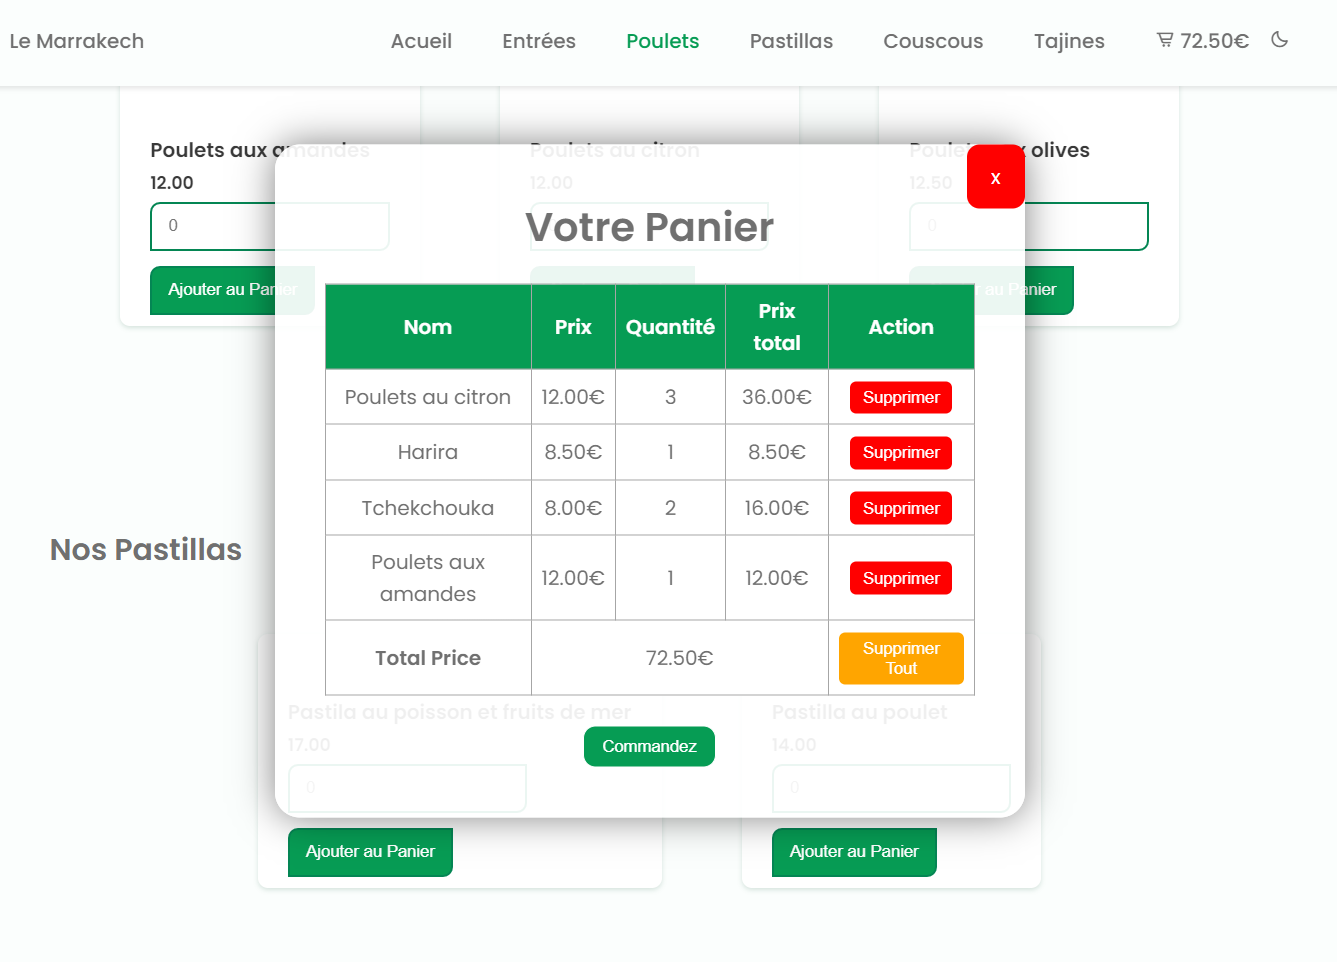 Le Marrakech
Acueil
Entrées
Poulets
Pastillas
Couscous
Tajines
72.50€
Poulets aux amandes
Poulets au citron
Poulets aux olives
12.00
12.00
12.50
0
0
Ajouter au Panier
au Panier
x
Votre Panier
Nom Prix Quantité Prix total Action
Poulets au citron 12.00€ 3 36.00€ Supprimer
Harira 8.50€ 1 8.50€ Supprimer
Tchekchouka 8.00€ 2 16.00€ Supprimer
Poulets aux amandes 12.00€ 1 12.00€ Supprimer
Total Price 72.50€ Supprimer Tout
Commandez
Nos Pastillas
Pastila au poisson et fruits de mer
Pastilla au poulet
17.00
14.00
0
0
Ajouter au Panier
Ajouter au Panier